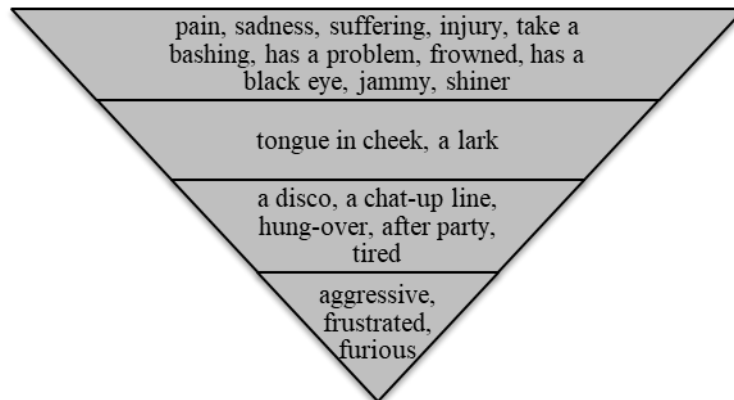 pain, sadness, suffering, injury, take a
bashing, has a problem, frowned, has a
black eye, jammy, shiner
tongue in cheek, a lark
a disco, a chat-up line,
hung-over, after party,
tired
aggressive,
frustrated,
furious